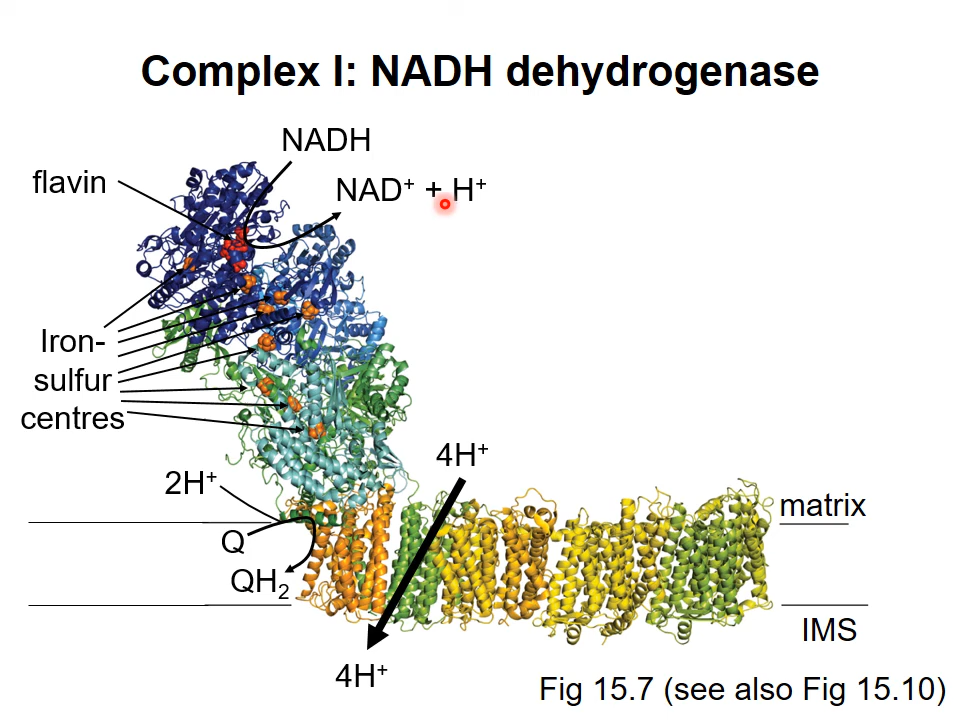 Complex I: NADH dehydrogenase
NADH
flavin
NAD⁺ + H⁺
Iron-
sulfur
centres
4H⁺
2H⁺
matrix
Q
QH₂
IMS
4H⁺
Fig 15.7 (see also Fig 15.10)